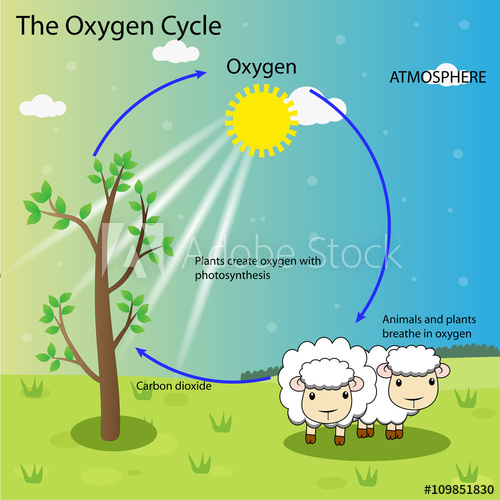 The Oxygen Cycle
Oxygen
ATMOSPHERE
Adobe Stock
Plants create oxygen with
photosynthesis
Animals and plants
breathe in oxygen
Carbon dioxide
#109851830